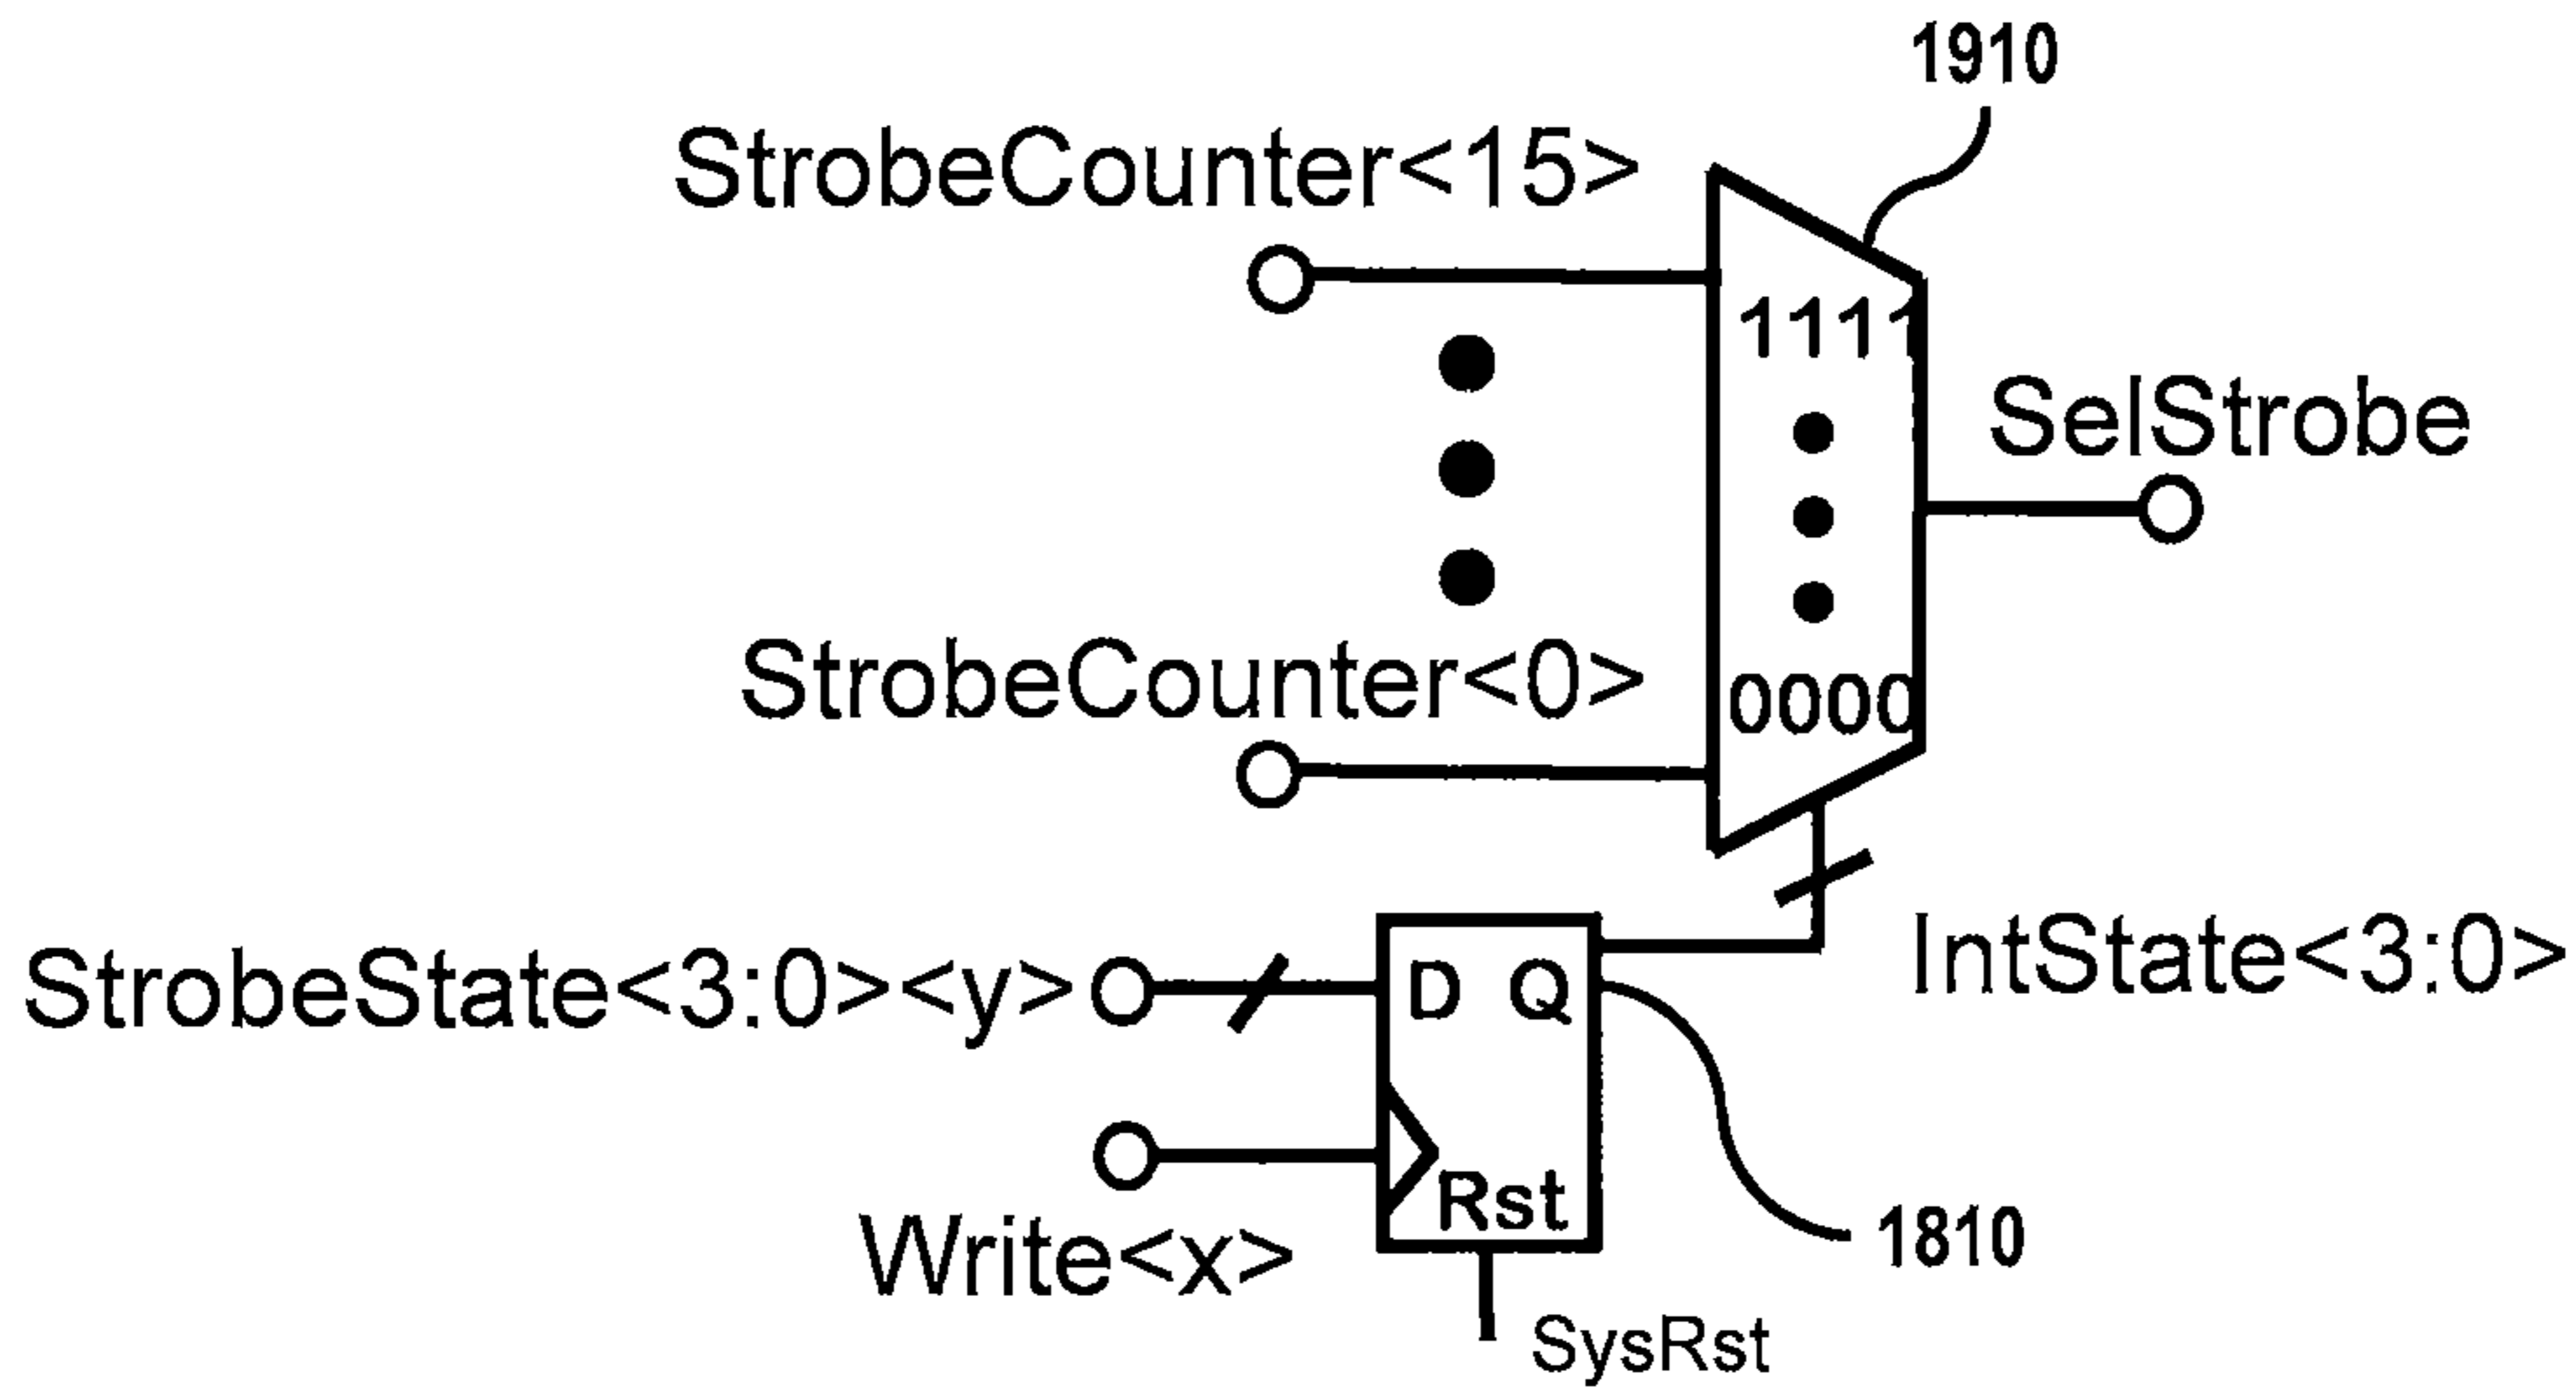 1910
StrobeCounter<15>
1111
SelStrobe
StrobeCounter<0>
0000
StrobeState<3:0><y>
D Q
IntState<3:0>
Write<x>
Rst
1810
SysRst